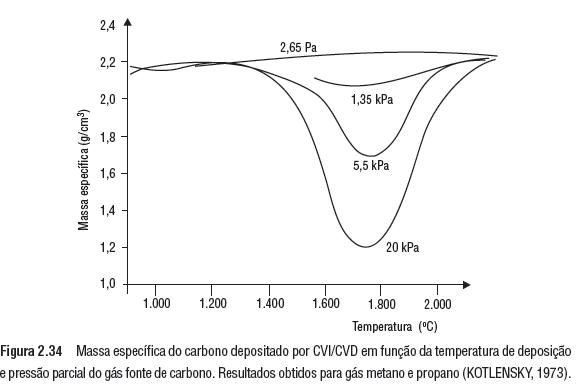 2,4
2,65 Pa
2,2
2,0
1,35 kPa
1,8
5,5 kPa
1,6
1,4
1,2
20 kPa
1,0
Massa específica (g/cm³)
1.000 1.200 1.400 1.600 1.800 2.000
Temperatura (ºC)
Figura 2.34 Massa específica do carbono depositado por CVI/CVD em função da temperatura de deposição
e pressão parcial do gás fonte de carbono. Resultados obtidos para gás metano e propano (KOTLENSKY, 1973).